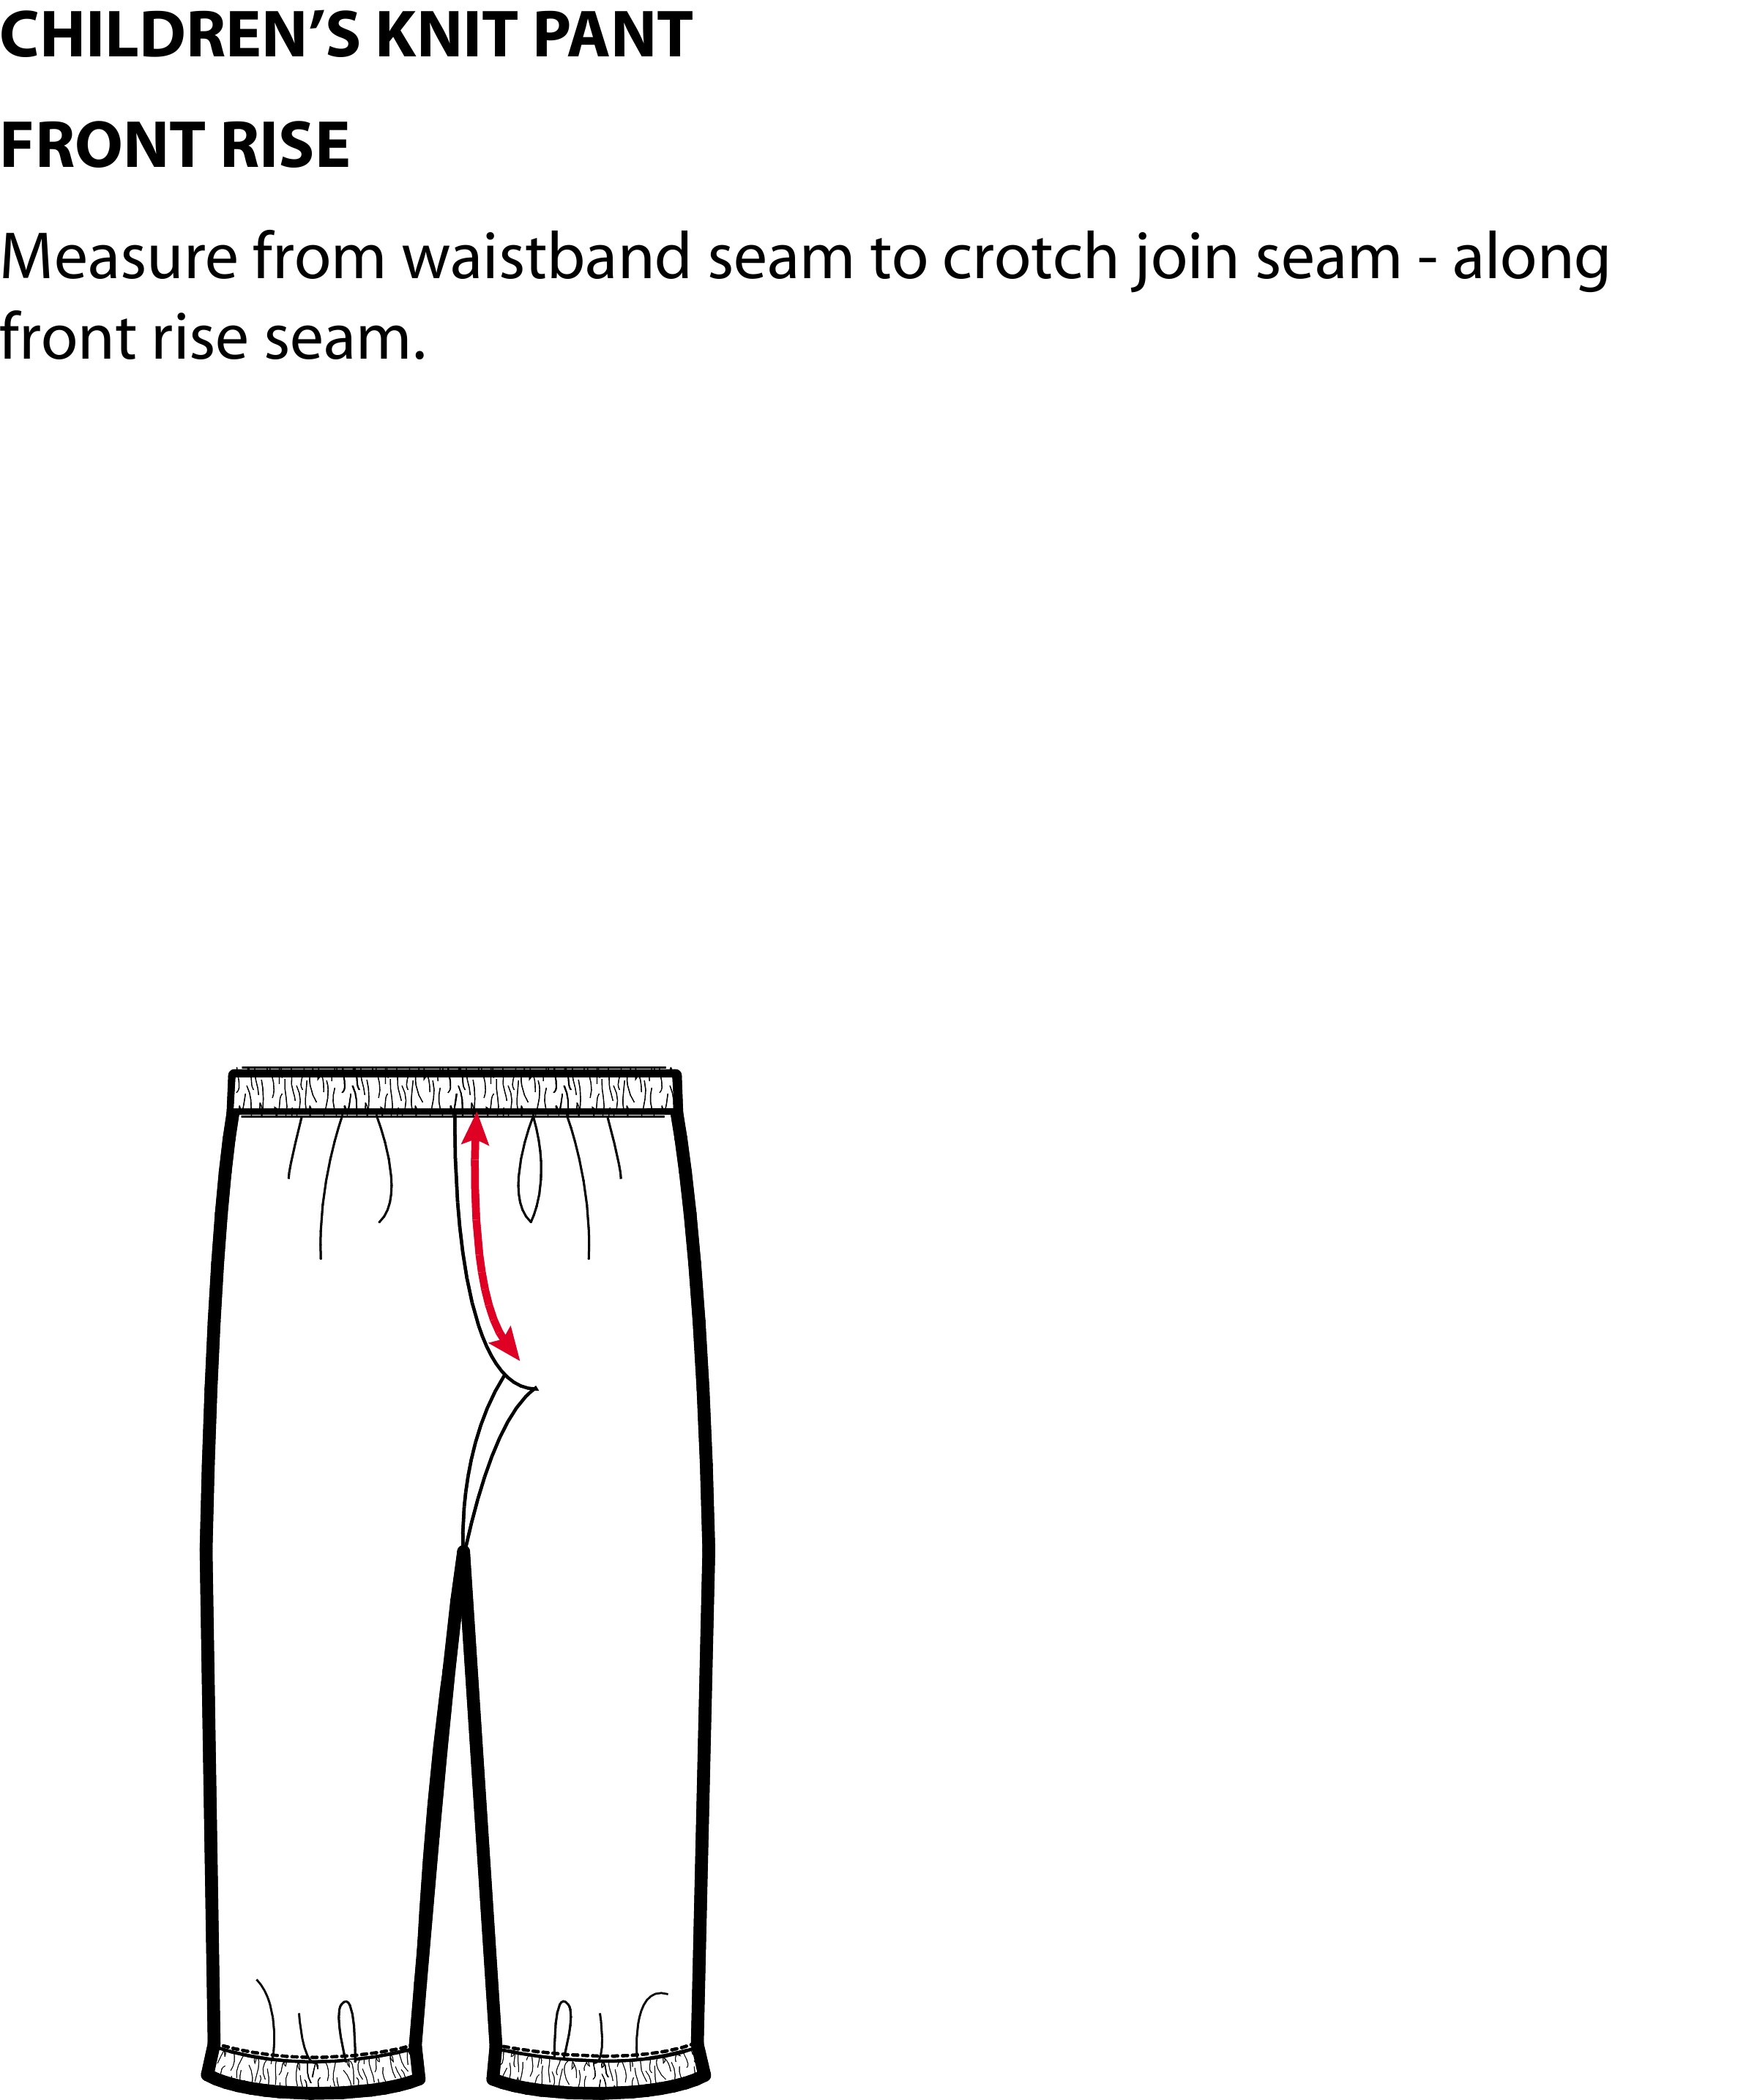 CHILDREN’S KNIT PANT
FRONT RISE
Measure from waistband seam to crotch join seam - along
front rise seam.